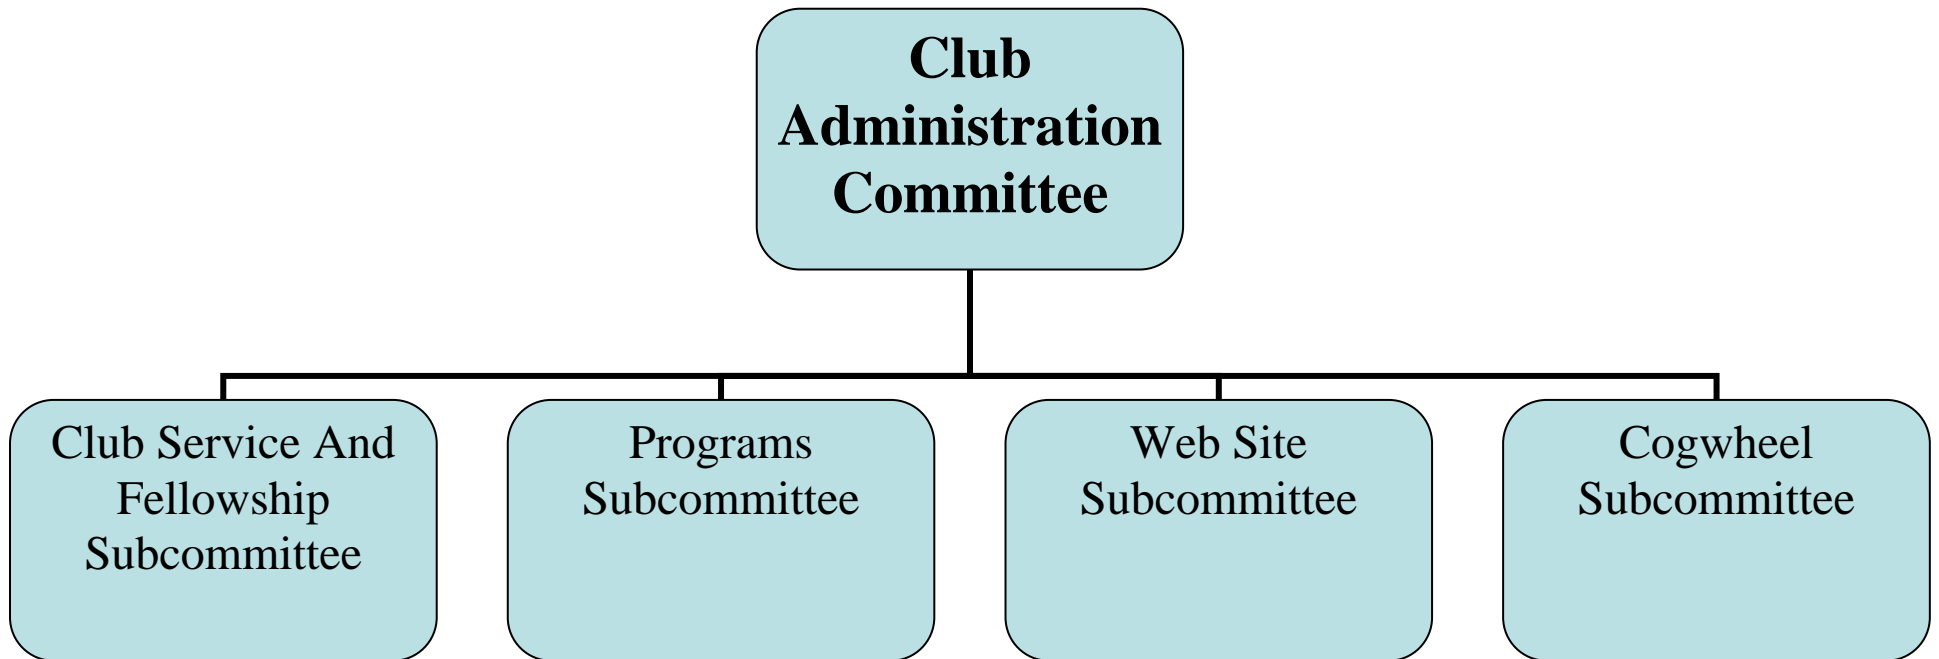 Club
Administration
Committee
Club Service And
Fellowship
Subcommittee
Programs
Subcommittee
Web Site
Subcommittee
Cogwheel
Subcommittee